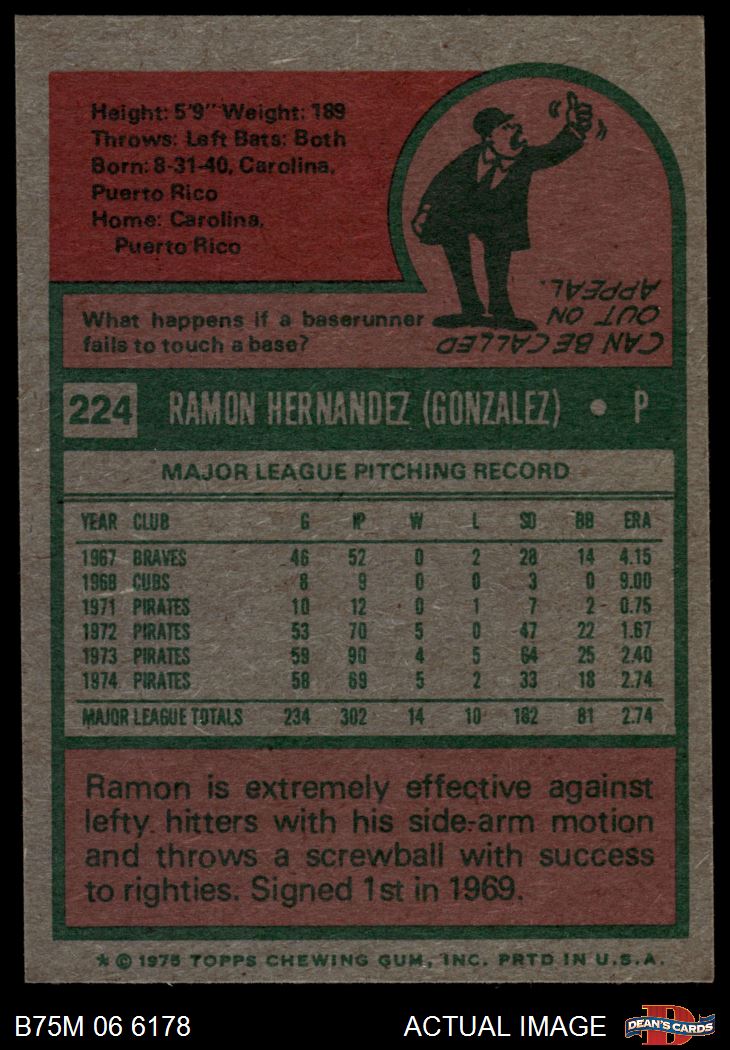 Height: 5'9" Weight: 189
Throws: Left Bats: Both
Born: 8-31-40, Carolina,
Puerto Rico
Home: Carolina,
Puerto Rico
What happens if a baserunner
fails to touch a base?
CAN BE CALLED
OUT ON
APPEAL.
224 RAMON HERNANDEZ (GONZALEZ) • P
MAJOR LEAGUE PITCHING RECORD
YEAR CLUB G IP W L SO BB ERA
1967 BRAVES 46 52 0 2 28 14 4.15
1968 CUBS 8 9 0 0 3 0 9.00
1971 PIRATES 10 12 0 1 7 2 0.75
1972 PIRATES 53 70 5 0 47 22 1.67
1973 PIRATES 59 90 4 5 64 25 2.40
1974 PIRATES 58 69 5 2 33 18 2.74
MAJOR LEAGUE TOTALS 234 302 14 10 182 81 2.74
Ramon is extremely effective against
lefty hitters with his side-arm motion
and throws a screwball with success
to righties. Signed 1st in 1969.
* © 1975 TOPPS CHEWING GUM, INC. PRTD IN U.S.A.
B75M 06 6178 ACTUAL IMAGE
D
DEAN'S CARDS